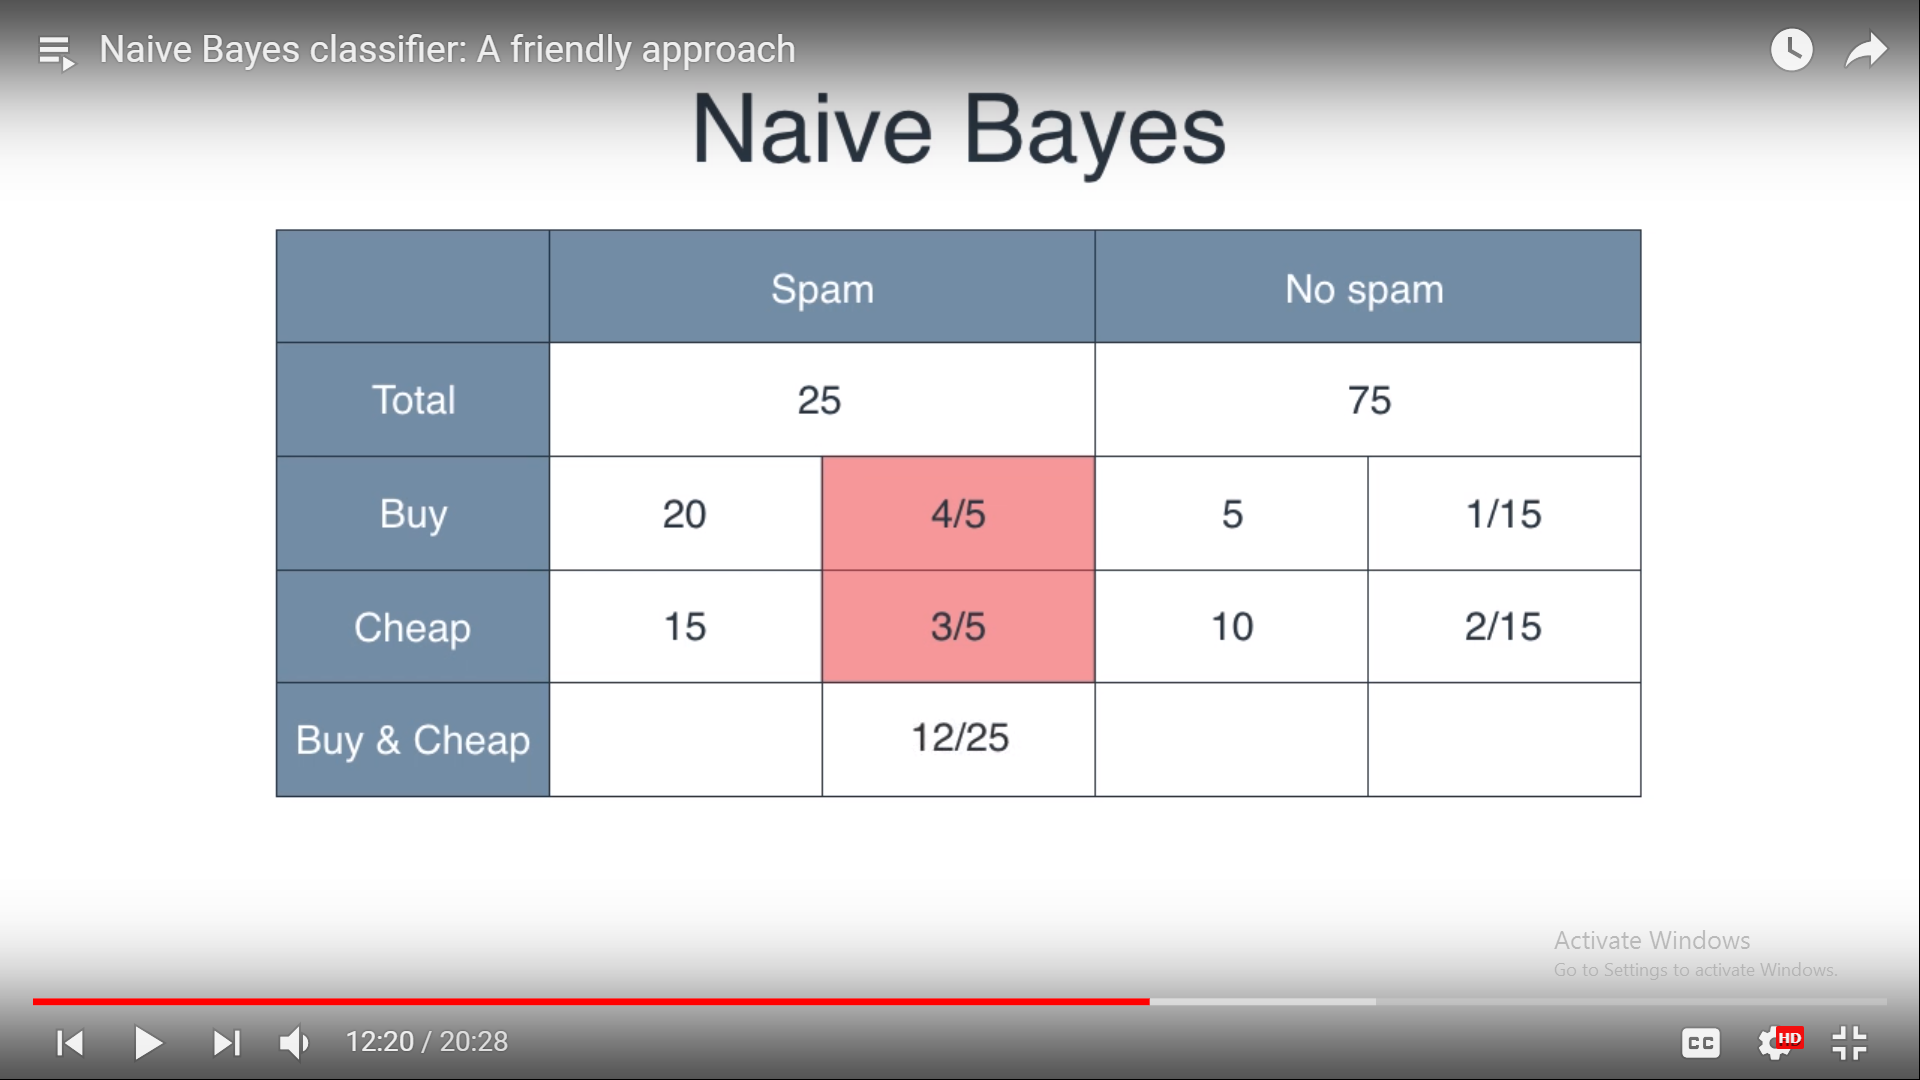 Naive Bayes classifier: A friendly approach
Naive Bayes
Spam No spam
Total 25 75
Buy 20 4/5 5 1/15
Cheap 15 3/5 10 2/15
Buy & Cheap 12/25
Activate Windows
Go to Settings to activate Windows.
12:20 / 20:28
CC HD